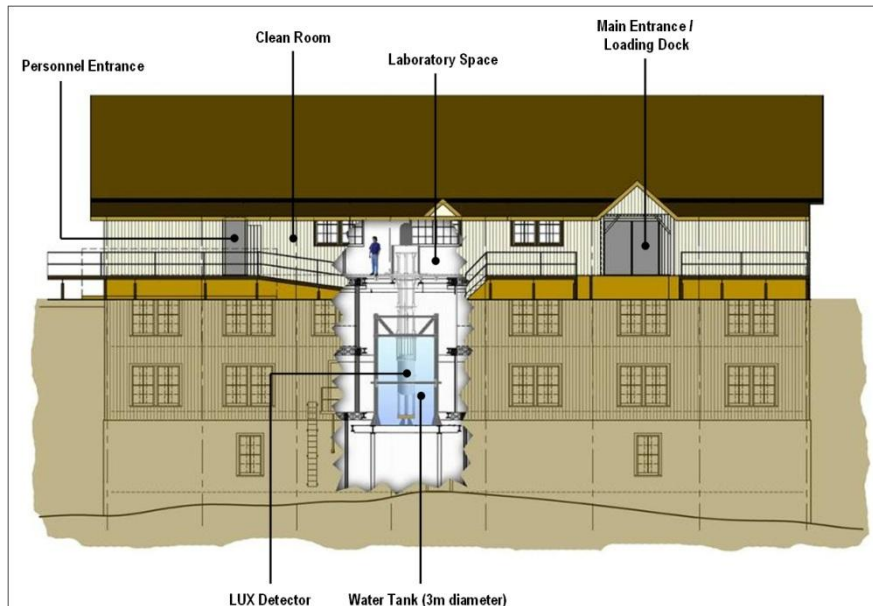 Personnel Entrance
Clean Room
Laboratory Space
Main Entrance /
Loading Dock
LUX Detector
Water Tank (3m diameter)